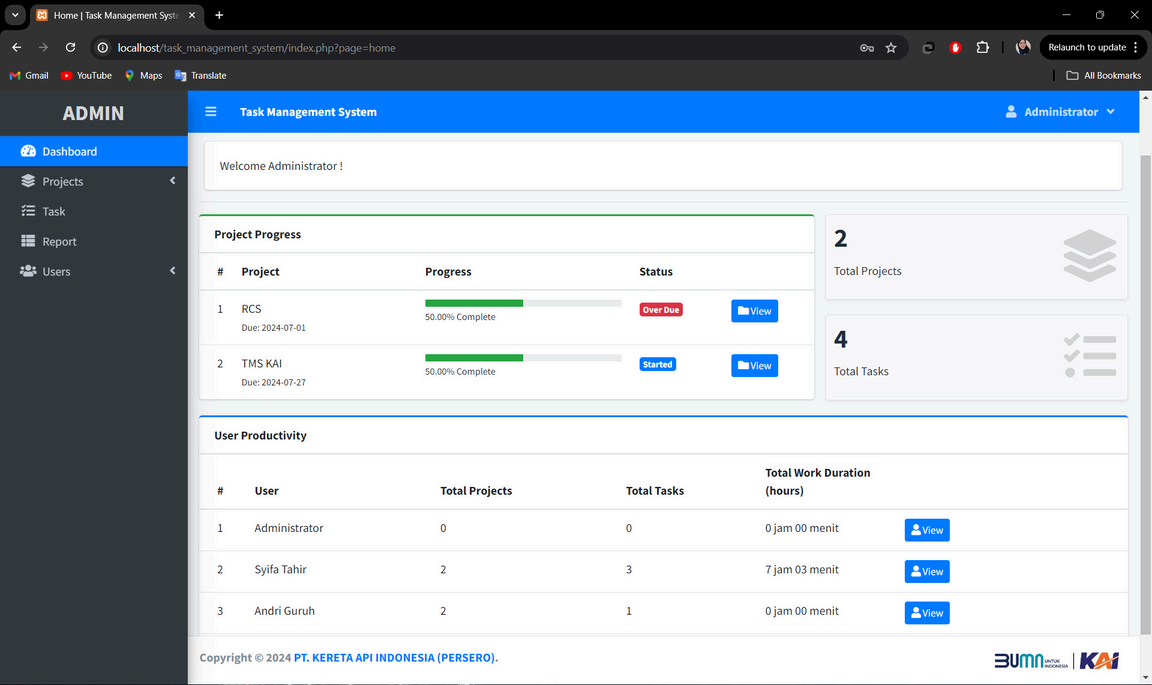 Home | Task Management Syste
localhost/task_management_system/index.php?page=home
Relaunch to update
Gmail
YouTube
Maps
Translate
All Bookmarks
ADMIN
Task Management System
Administrator
Dashboard
Projects
Task
Report
Users
Welcome Administrator !
Project Progress
# Project Progress Status
1 RCS 50.00% Complete Over Due View
Due: 2024-07-01
2 TMS KAI 50.00% Complete Started View
Due: 2024-07-27
2
Total Projects
4
Total Tasks
User Productivity
# User Total Projects Total Tasks Total Work Duration
(hours)
1 Administrator 0 0 0 jam 00 menit View
2 Syifa Tahir 2 3 7 jam 03 menit View
3 Andri Guruh 2 1 0 jam 00 menit View
Copyright © 2024 PT. KERETA API INDONESIA (PERSERO).
BUMN UNTUK
INDONESIA
KAI